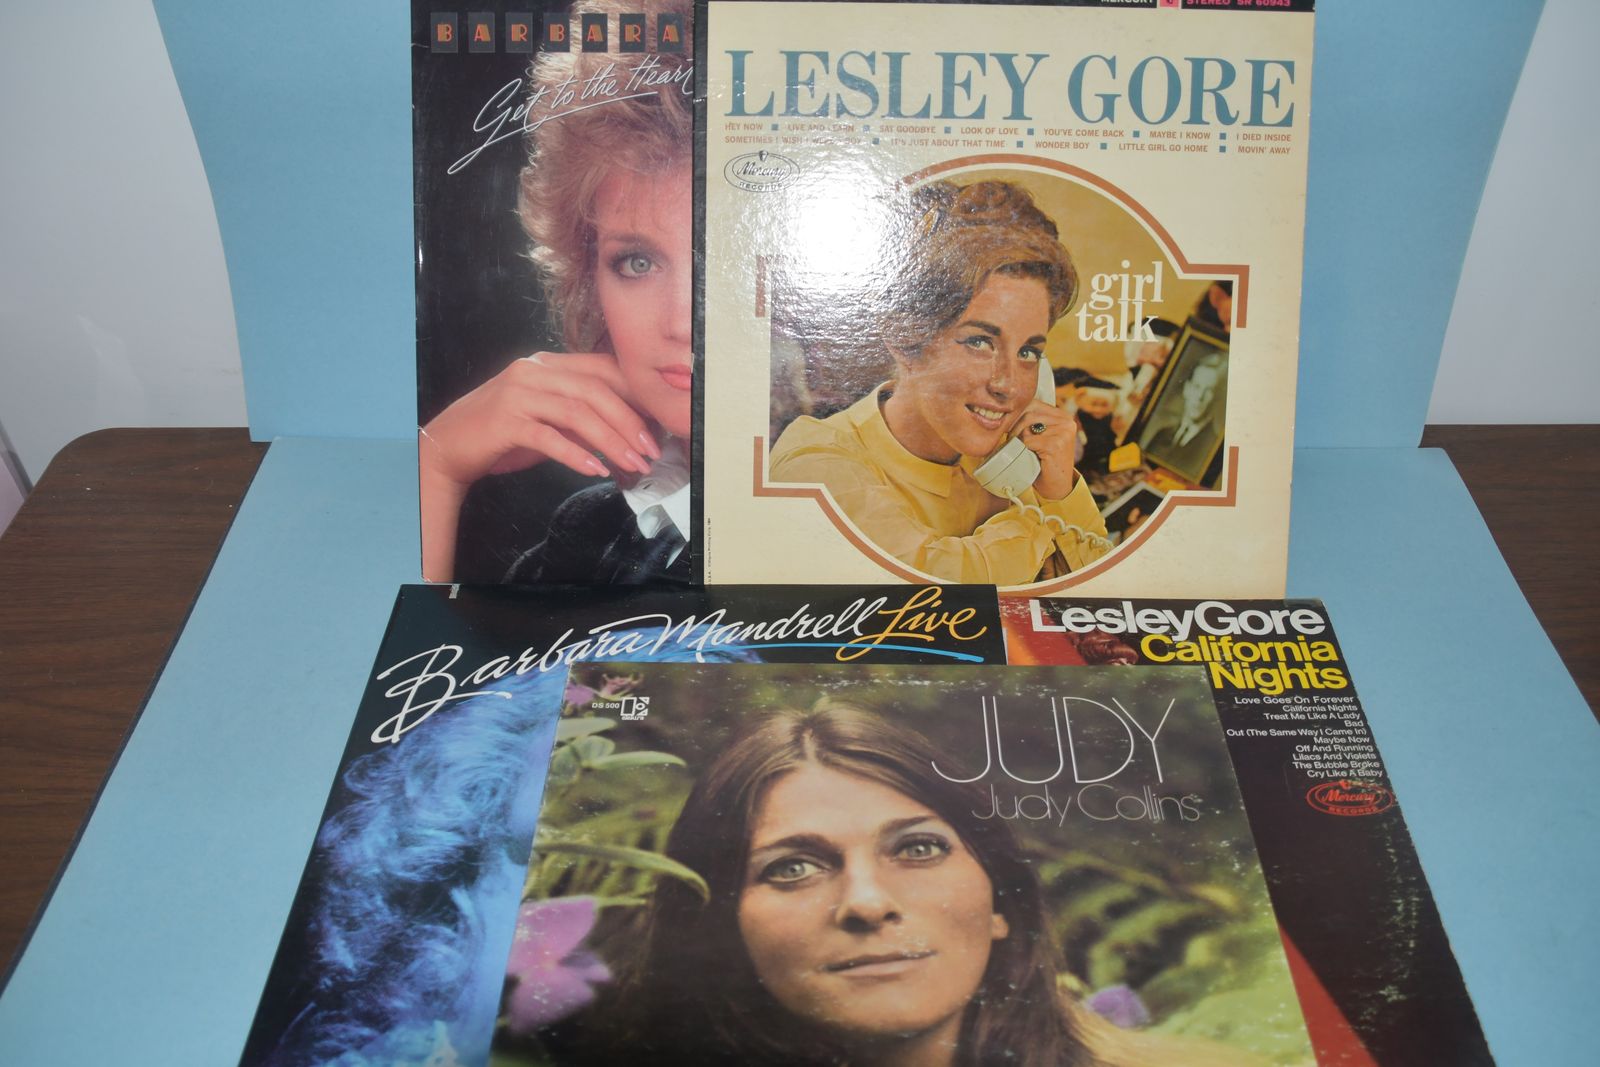 BARBARA
Get to the Heart
MERCURY STEREO SR 60943
LESLEY GORE
HEY NOW ■ LIVE AND LEARN ■ SAY GOODBYE ■ LOOK OF LOVE ■ YOU'VE COME BACK ■ MAYBE I KNOW ■ I DIED INSIDE
SOMETIMES I WISH I WERE A BOY ■ IT'S JUST ABOUT THAT TIME ■ WONDER BOY ■ LITTLE GIRL GO HOME ■ MOVIN' AWAY
Mercury
RECORDS
girl
talk
Barbara Mandrell Live
Lesley Gore
California
Nights
Love Goes On Forever
California Nights
Treat Me Like A Lady
Bad
Out (The Same Way I Came In)
Maybe Now
Off And Running
Lilacs And Violets
The Bubble Broke
Cry Like A Baby
Mercury
RECORDS
DS 500
elektra
JUDY
Judy Collins